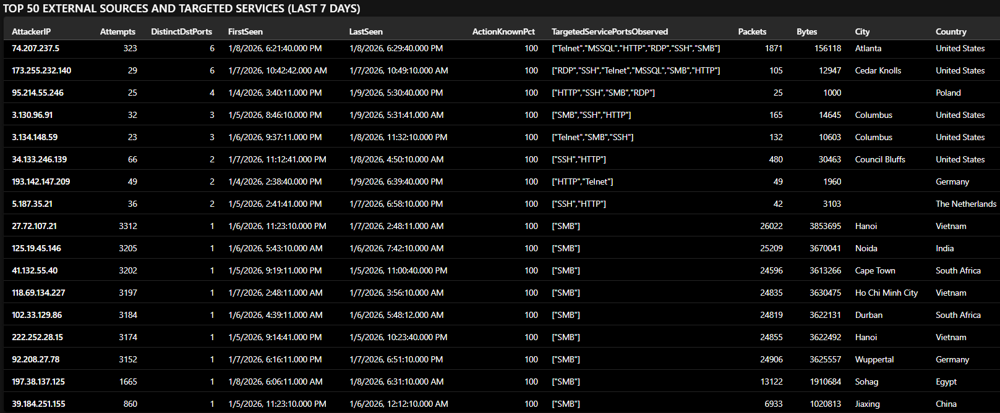 TOP 50 EXTERNAL SOURCES AND TARGETED SERVICES (LAST 7 DAYS)
AttackerIP Attempts DistinctDstPorts FirstSeen LastSeen ActionKnownPct TargetedServicePortsObserved Packets Bytes City Country
74.207.237.5 323 6 1/8/2026, 6:21:40.000 PM 1/8/2026, 6:29:40.000 PM 100 ["Telnet","MSSQL","HTTP","RDP","SSH","SMB"] 1871 156118 Atlanta United States
173.255.232.140 29 6 1/7/2026, 10:42:42.000 AM 1/7/2026, 10:49:10.000 AM 100 ["RDP","SSH","Telnet","MSSQL","SMB","HTTP"] 105 12947 Cedar Knolls United States
95.214.55.246 25 4 1/4/2026, 3:40:11.000 PM 1/9/2026, 5:30:40.000 PM 100 ["HTTP","SSH","SMB","RDP"] 25 1000 Poland
3.130.96.91 32 3 1/5/2026, 8:46:10.000 PM 1/9/2026, 5:31:41.000 AM 100 ["SMB","SSH","HTTP"] 165 14645 Columbus United States
3.134.148.59 23 3 1/6/2026, 9:37:11.000 PM 1/8/2026, 11:32:10.000 PM 100 ["Telnet","SMB","SSH"] 132 10603 Columbus United States
34.133.246.139 66 2 1/7/2026, 11:12:41.000 PM 1/8/2026, 4:50:10.000 AM 100 ["SSH","HTTP"] 480 30463 Council Bluffs United States
193.142.147.209 49 2 1/4/2026, 2:38:40.000 PM 1/9/2026, 6:39:40.000 PM 100 ["HTTP","Telnet"] 49 1960 Germany
5.187.35.21 36 2 1/5/2026, 2:41:41.000 PM 1/7/2026, 6:58:10.000 PM 100 ["SSH","HTTP"] 42 3103 The Netherlands
27.72.107.21 3312 1 1/6/2026, 11:23:10.000 PM 1/7/2026, 2:48:11.000 AM 100 ["SMB"] 26022 3853695 Hanoi Vietnam
125.19.45.146 3205 1 1/6/2026, 5:43:10.000 AM 1/6/2026, 7:42:10.000 AM 100 ["SMB"] 25209 3670041 Noida India
41.132.55.40 3202 1 1/5/2026, 9:19:11.000 PM 1/5/2026, 11:00:40.000 PM 100 ["SMB"] 24596 3613266 Cape Town South Africa
118.69.134.227 3197 1 1/7/2026, 2:48:11.000 AM 1/7/2026, 3:56:10.000 AM 100 ["SMB"] 24835 3630475 Ho Chi Minh City Vietnam
102.33.129.86 3184 1 1/6/2026, 4:39:11.000 AM 1/6/2026, 5:48:12.000 AM 100 ["SMB"] 24819 3622131 Durban South Africa
222.252.28.15 3174 1 1/5/2026, 9:14:41.000 PM 1/5/2026, 10:23:40.000 PM 100 ["SMB"] 24855 3622492 Hanoi Vietnam
92.208.27.78 3152 1 1/7/2026, 6:16:11.000 PM 1/7/2026, 6:51:10.000 PM 100 ["SMB"] 24906 3625557 Wuppertal Germany
197.38.137.125 1665 1 1/8/2026, 6:06:11.000 AM 1/8/2026, 6:31:10.000 AM 100 ["SMB"] 13122 1910684 Sohag Egypt
39.184.251.155 860 1 1/5/2026, 11:23:10.000 PM 1/6/2026, 12:12:10.000 AM 100 ["SMB"] 6933 1020813 Jiaxing China